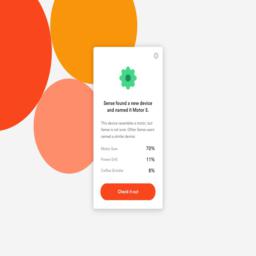 Sense found a new device
and named it Motor 3.
This device resembles a motor, but
Sense is not sure. Other Sense users
named a similar device:
Motor Saw 70%
Power Drill 11%
Coffee Grinder 8%
Check it out